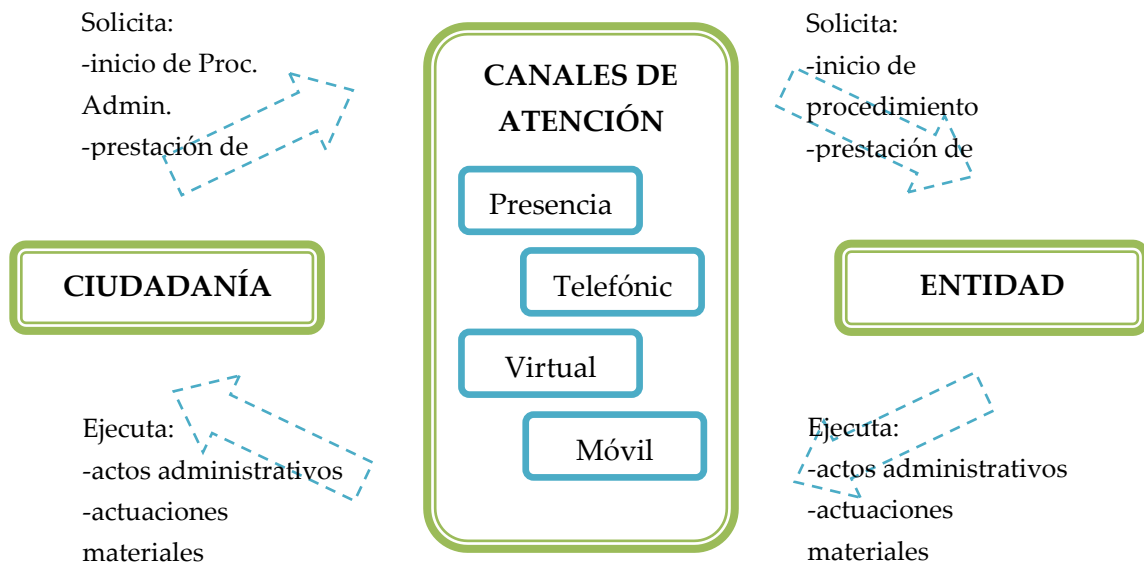 Solicita:
-inicio de Proc.
Admin.
-prestación de
CIUDADANÍA
Ejecuta:
-actos administrativos
-actuaciones
materiales
CANALES DE
ATENCIÓN
Presencia
Telefónic
Virtual
Móvil
Solicita:
-inicio de
procedimiento
-prestación de
ENTIDAD
Ejecuta:
-actos administrativos
-actuaciones
materiales